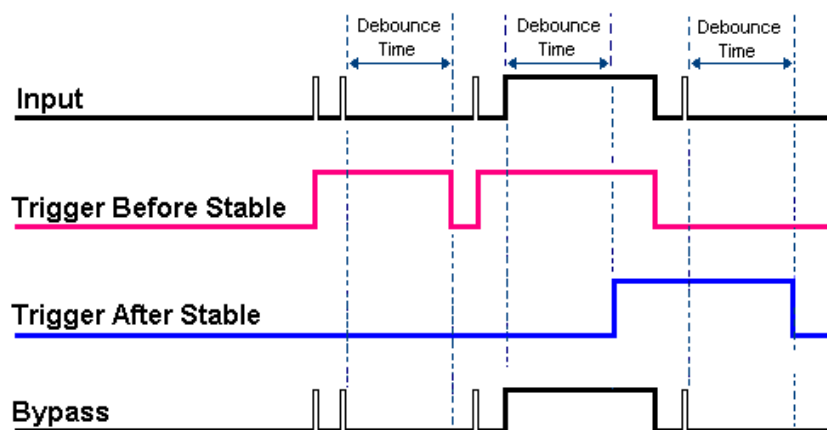 Debounce
Time
Debounce
Time
Debounce
Time
Input
Trigger Before Stable
Trigger After Stable
Bypass